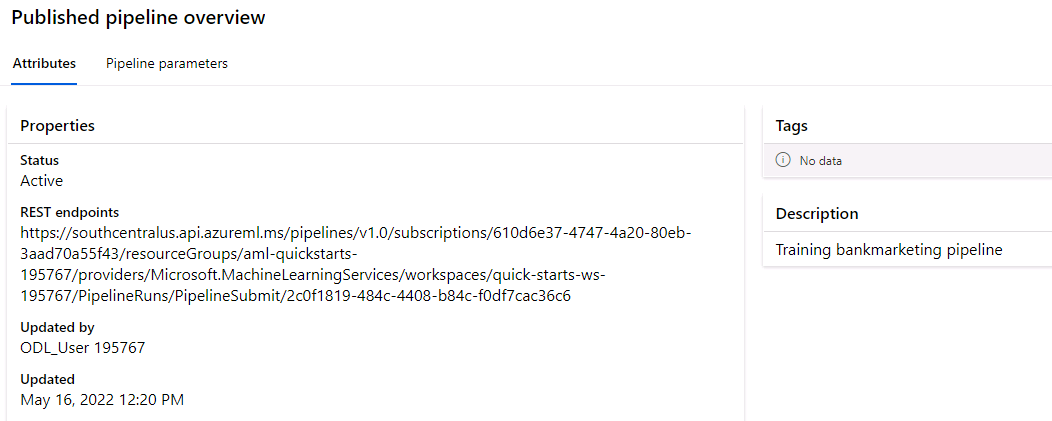 Published pipeline overview
Attributes
Pipeline parameters
Properties
Status
Active
REST endpoints
https://southcentralus.api.azureml.ms/pipelines/v1.0/subscriptions/610d6e37-4747-4a20-80eb-
3aad70a55f43/resourceGroups/aml-quickstarts-
195767/providers/Microsoft.MachineLearningServices/workspaces/quick-starts-ws-
195767/PipelineRuns/PipelineSubmit/2c0f1819-484c-4408-b84c-f0df7cac36c6
Updated by
ODL_User 195767
Updated
May 16, 2022 12:20 PM
Tags
No data
Description
Training bankmarketing pipeline